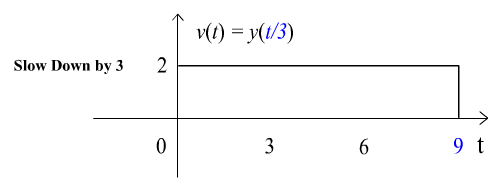 v(t) = y(t/3)
Slow Down by 3
2
0 3 6 9 t